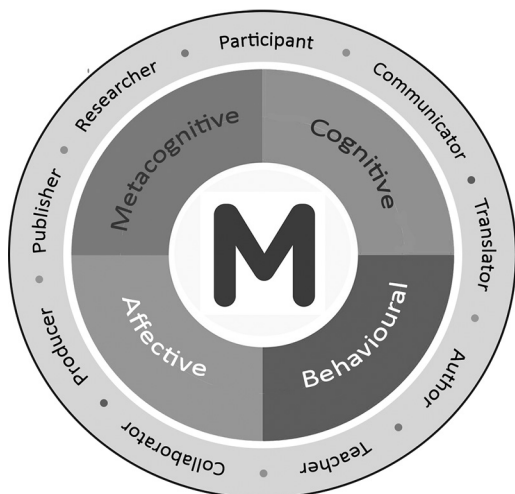 Participant
Communicator
Translator
Author
Teacher
Collaborator
Producer
Publisher
Researcher
Metacognitive
Cognitive
Behavioural
Affective
M